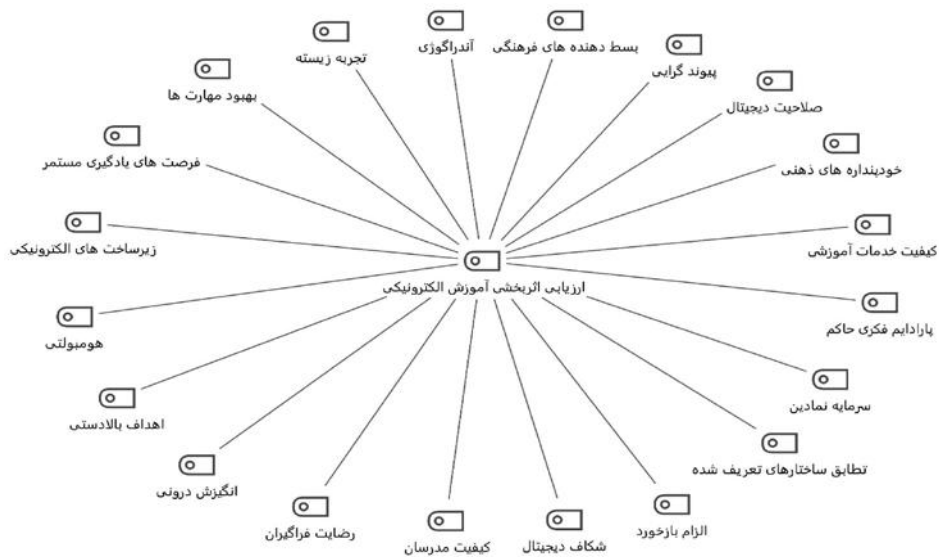 بسط دهنده های فرهنگی
آندراگوژی
تجربه زیسته
پیوند گرایی
بهبود مهارت ها
صلاحیت دیجیتال
فرصت های یادگیری مستمر
خودپنداره های ذهنی
زیرساخت های الکترونیکی
کیفیت خدمات آموزشی
ارزیابی اثربخشی آموزش الکترونیکی
پارادایم فکری حاکم
هومبولتی
سرمایه نمادین
اهداف بالادستی
تطابق ساختارهای تعریف شده
انگیزش درونی
الزام بازخورد
رضایت فراگیران
شکاف دیجیتال
کیفیت مدرسان